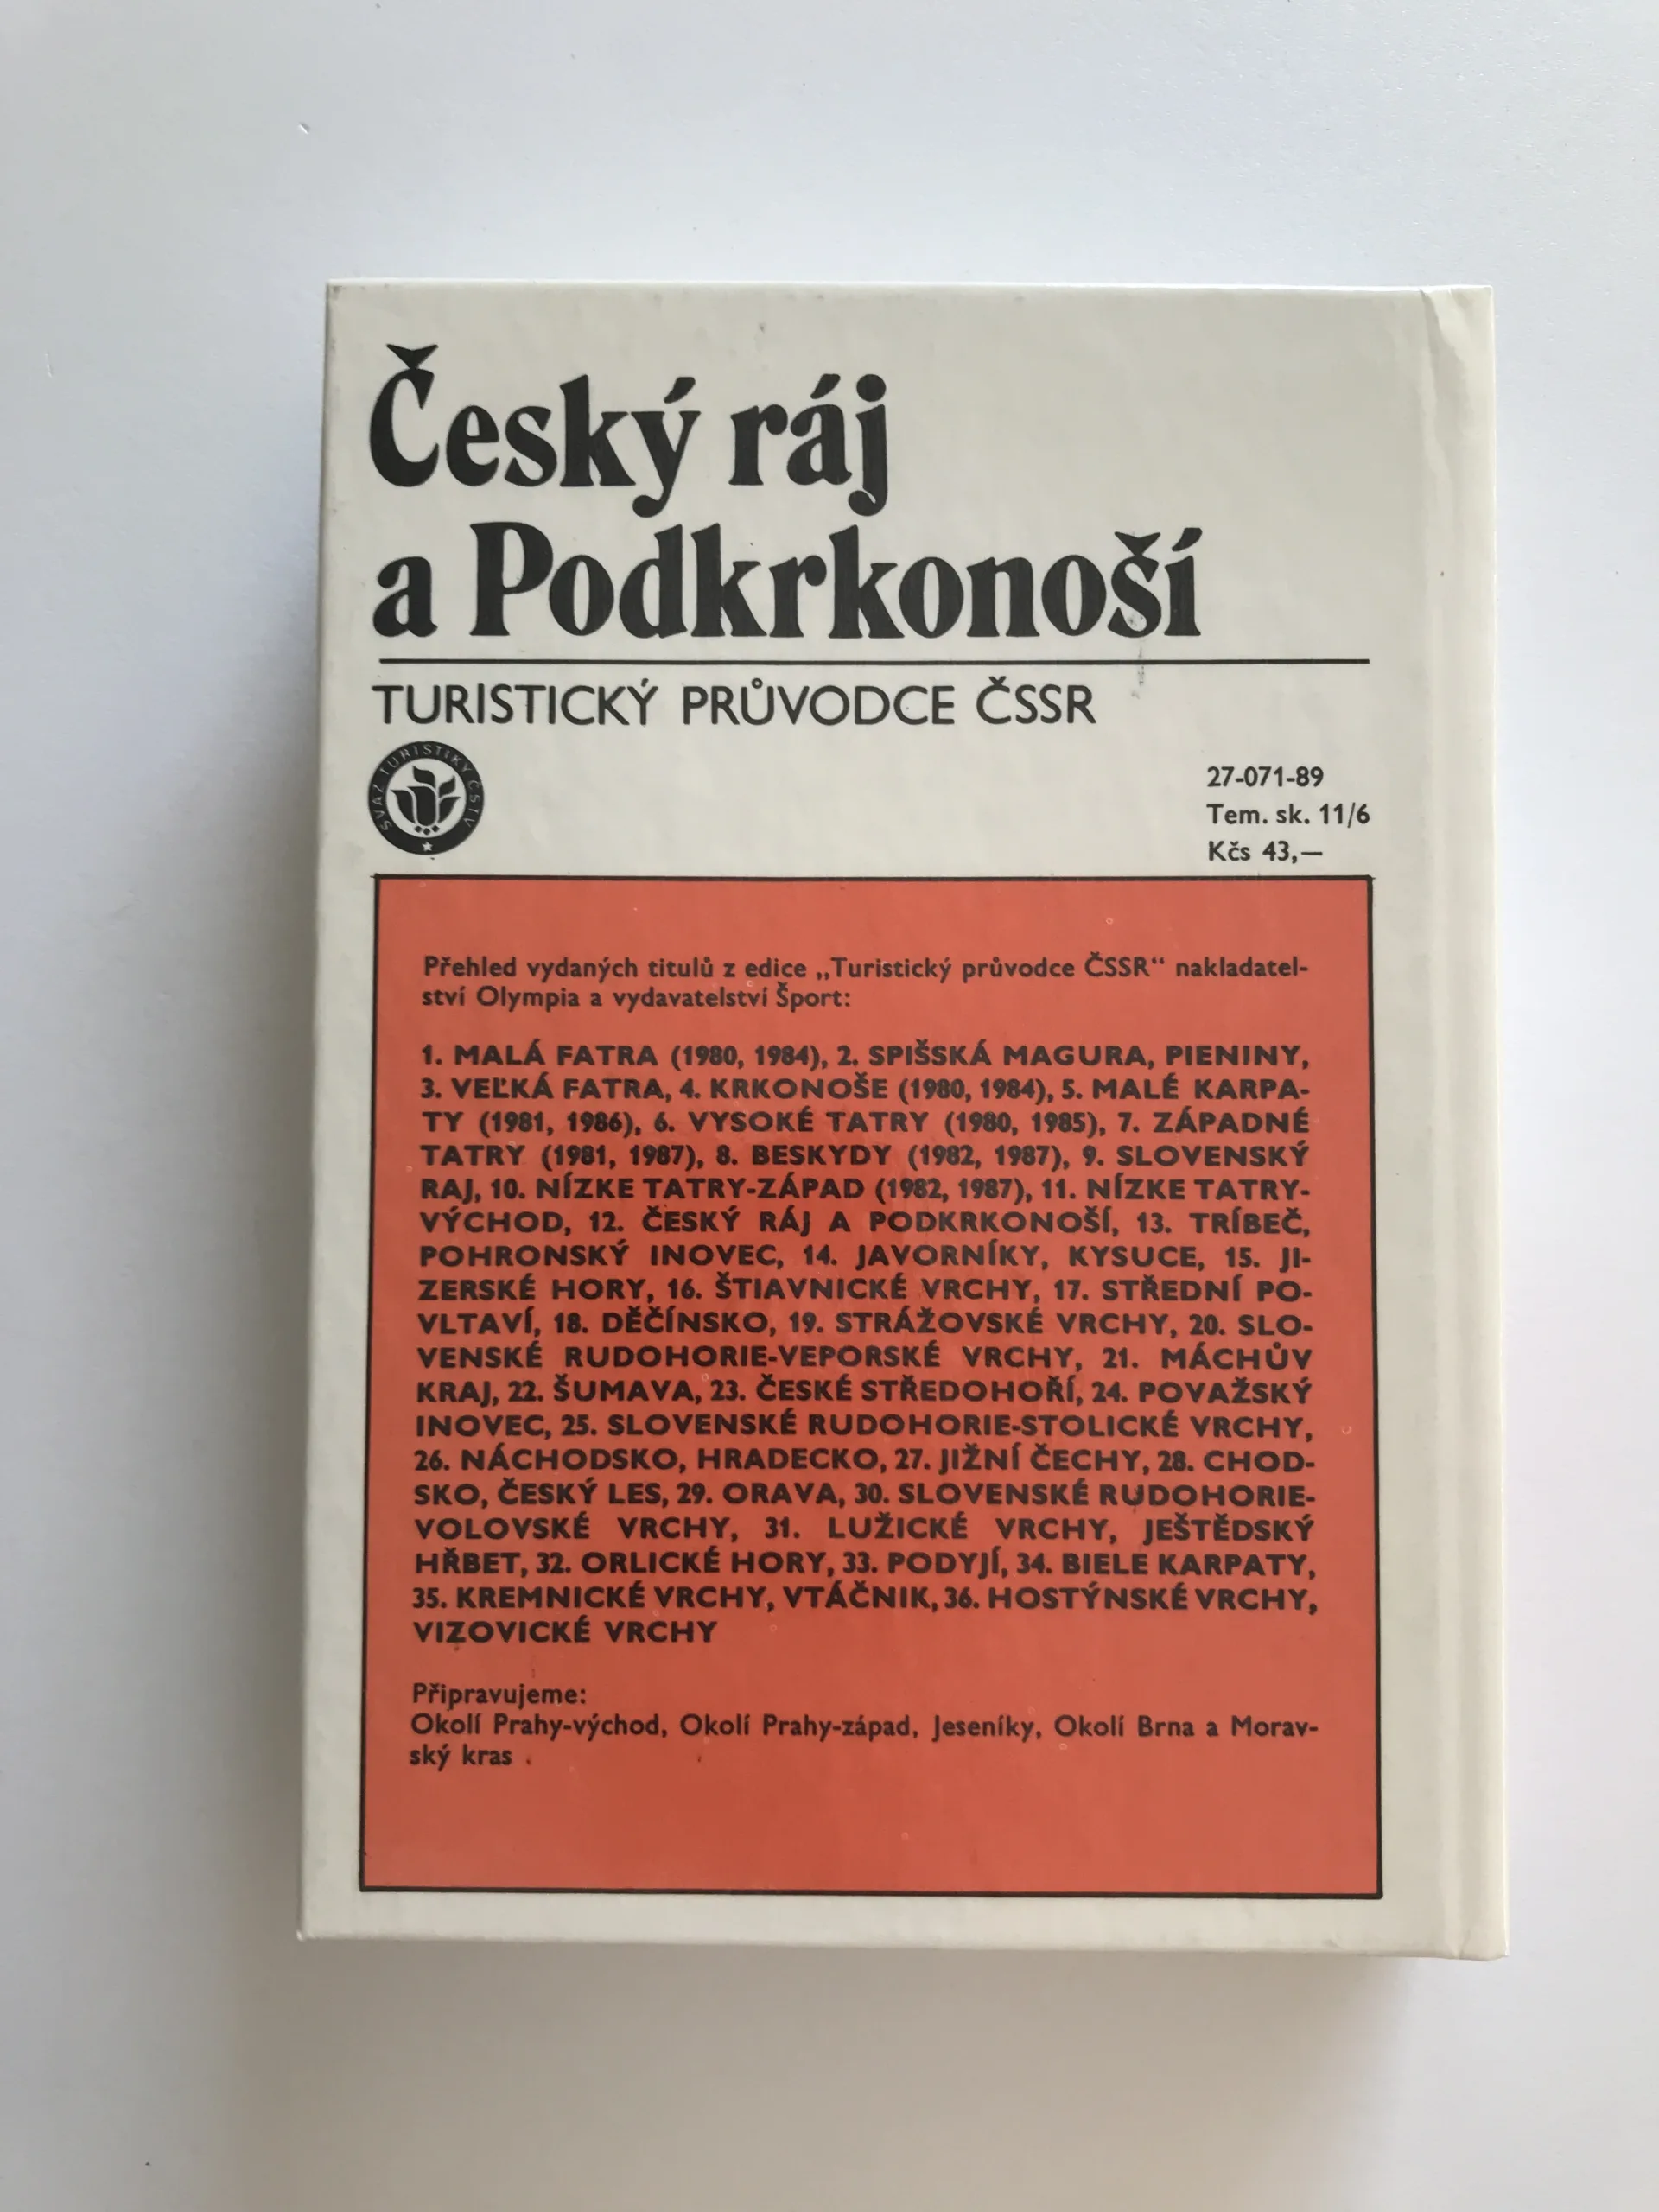 Český ráj
a Podkrkonoší
TURISTICKÝ PRŮVODCE ČSSR
SVAZ TURISTIKY ČSTV
27-071-89
Tem. sk. 11/6
Kčs 43,—
Přehled vydaných titulů z edice „Turistický průvodce ČSSR“ nakladatel-
ství Olympia a vydavatelství Šport:
1. MALÁ FATRA (1980, 1984), 2. SPIŠSKÁ MAGURA, PIENINY,
3. VEĽKÁ FATRA, 4. KRKONOŠE (1980, 1984), 5. MALÉ KARPA-
TY (1981, 1986), 6. VYSOKÉ TATRY (1980, 1985), 7. ZÁPADNÉ
TATRY (1981, 1987), 8. BESKYDY (1982, 1987), 9. SLOVENSKÝ
RAJ, 10. NÍZKE TATRY-ZÁPAD (1982, 1987), 11. NÍZKE TATRY-
VÝCHOD, 12. ČESKÝ RÁJ A PODKRKONOŠÍ, 13. TRÍBEČ,
POHRONSKÝ INOVEC, 14. JAVORNÍKY, KYSUCE, 15. JI-
ZERSKÉ HORY, 16. ŠTIAVNICKÉ VRCHY, 17. STŘEDNÍ PO-
VLTAVÍ, 18. DĚČÍNSKO, 19. STRÁŽOVSKÉ VRCHY, 20. SLO-
VENSKÉ RUDOHORIE-VEPORSKÉ VRCHY, 21. MÁCHŮV
KRAJ, 22. ŠUMAVA, 23. ČESKÉ STŘEDOHOŘÍ, 24. POVAŽSKÝ
INOVEC, 25. SLOVENSKÉ RUDOHORIE-STOLICKÉ VRCHY,
26. NÁCHODSKO, HRADECKO, 27. JIŽNÍ ČECHY, 28. CHOD-
SKO, ČESKÝ LES, 29. ORAVA, 30. SLOVENSKÉ RUDOHORIE-
VOLOVSKÉ VRCHY, 31. LUŽICKÉ VRCHY, JEŠTĚDSKÝ
HŘBET, 32. ORLICKÉ HORY, 33. PODYJÍ, 34. BIELE KARPATY,
35. KREMNICKÉ VRCHY, VTÁČNIK, 36. HOSTÝNSKÉ VRCHY,
VIZOVICKÉ VRCHY
Připravujeme:
Okolí Prahy-východ, Okolí Prahy-západ, Jeseníky, Okolí Brna a Morav-
ský kras